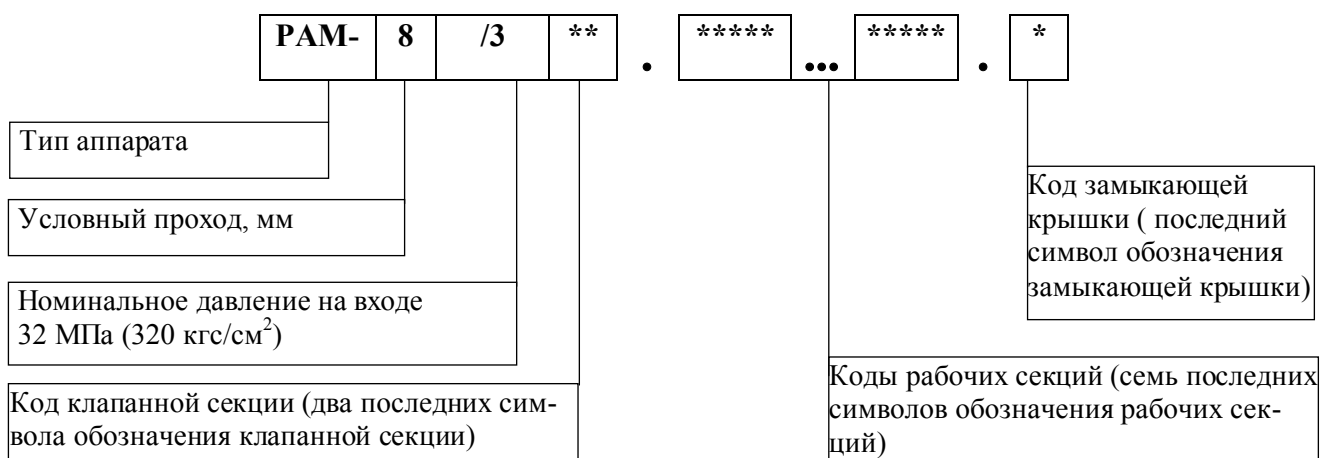 РАМ- 8 /3 ** . ***** ... ***** . *
Тип аппарата
Условный проход, мм
Номинальное давление на входе
32 МПа (320 кгс/см²)
Код клапанной секции (два последних сим-
вола обозначения клапанной секции)
Код замыкающей
крышки ( последний
символ обозначения
замыкающей крышки)
Коды рабочих секций (семь последних
символов обозначения рабочих сек-
ций)